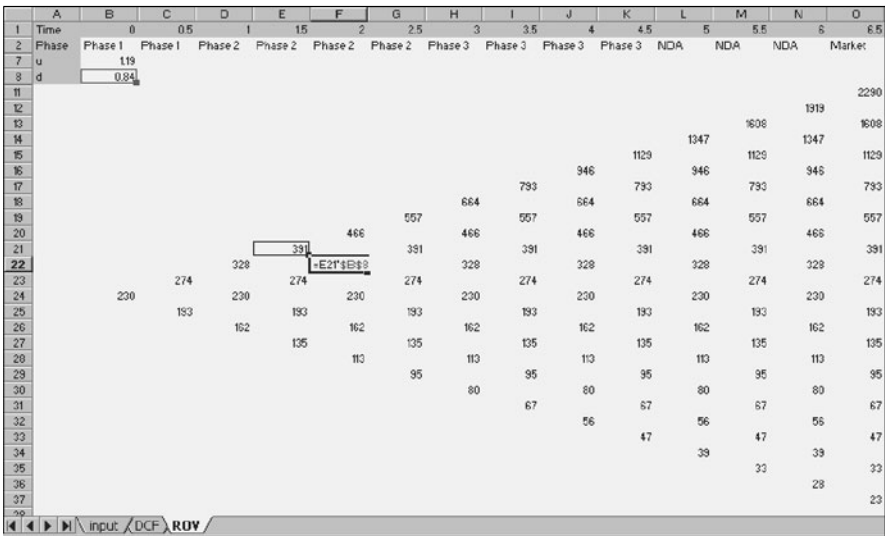 A B C D E F G H I J K L M N O
1 Time 0 0.5 1 1.5 2 2.5 3 3.5 4 4.5 5 5.5 6 6.5
2 Phase Phase 1 Phase 1 Phase 2 Phase 2 Phase 2 Phase 2 Phase 3 Phase 3 Phase 3 Phase 3 NDA NDA NDA Market
7 u 1.19
8 d 0.84
11 2290
12 1919
13 1608 1608
14 1347 1347
15 1129 1129 1129
16 946 946 946
17 793 793 793 793
18 664 664 664 664
19 557 557 557 557 557
20 466 466 466 466 466
21 391 391 391 391 391 391
22 328 =E21*$B$8 328 328 328 328
23 274 274 274 274 274 274 274
24 230 230 230 230 230 230 230
25 193 193 193 193 193 193 193
26 162 162 162 162 162 162
27 135 135 135 135 135 135
28 113 113 113 113 113
29 95 95 95 95 95
30 80 80 80 80
31 67 67 67 67
32 56 56 56
33 47 47 47
34 39 39
35 33 33
36 28
37 23
input DCF ROV